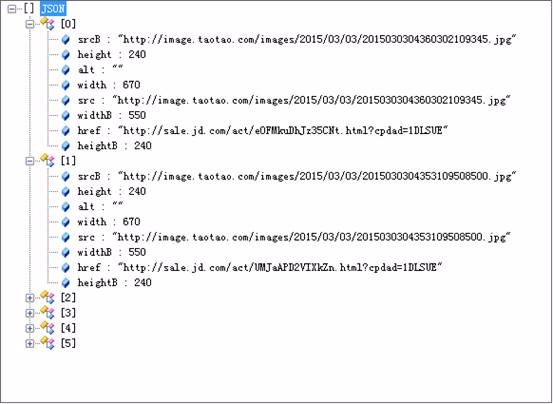 [] JSON
[0]
srcB : "http://image.taotao.com/images/2015/03/03/2015030304360302109345.jpg"
height : 240
alt : ""
width : 670
src : "http://image.taotao.com/images/2015/03/03/2015030304360302109345.jpg"
widthB : 550
href : "http://sale.jd.com/act/eOFMkuDhJz35CNt.html?cpdad=1DLSUE"
heightB : 240
[1]
srcB : "http://image.taotao.com/images/2015/03/03/2015030304353109508500.jpg"
height : 240
alt : ""
width : 670
src : "http://image.taotao.com/images/2015/03/03/2015030304353109508500.jpg"
widthB : 550
href : "http://sale.jd.com/act/UMJaAPD2VIXkZn.html?cpdad=1DLSUE"
heightB : 240
[2]
[3]
[4]
[5]